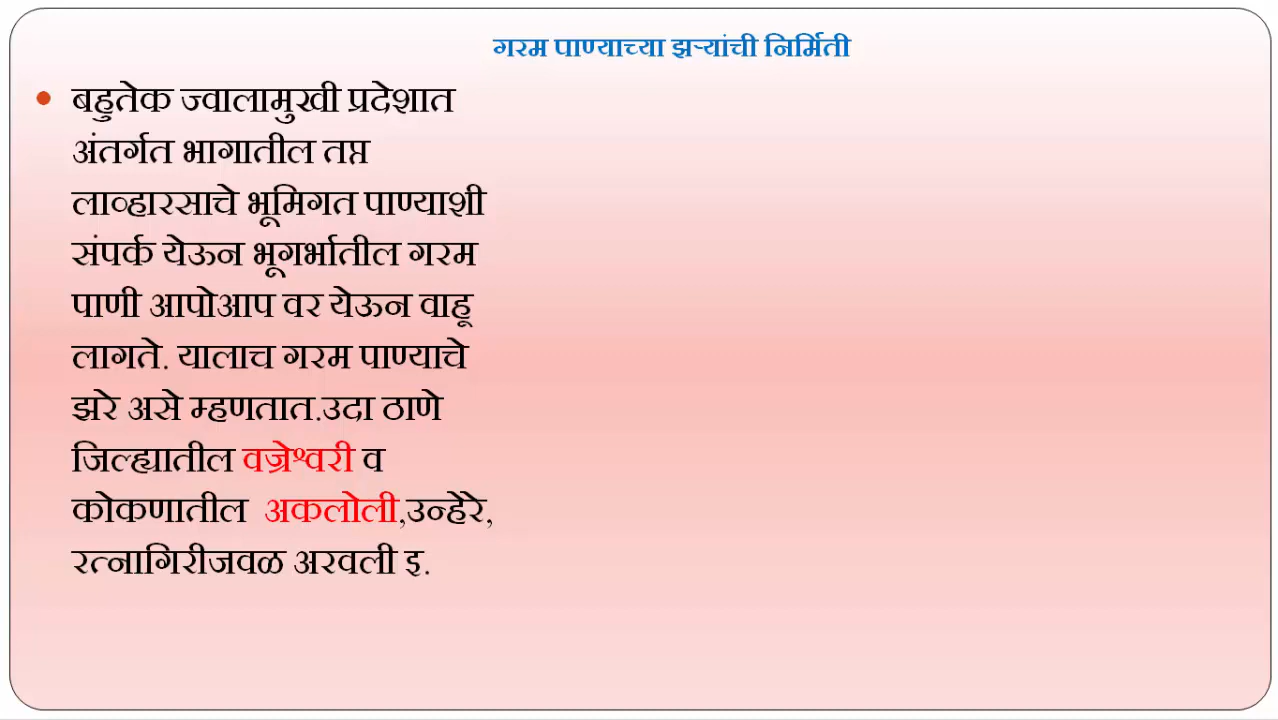 गरम पाण्याच्या झऱ्यांची निर्मिती
बहुतेक ज्वालामुखी प्रदेशात
अंतर्गत भागातील तप्त
लाव्हारसाचे भूमिगत पाण्याशी
संपर्क येऊन भूगर्भातील गरम
पाणी आपोआप वर येऊन वाहू
लागते. यालाच गरम पाण्याचे
झरे असे म्हणतात.उदा ठाणे
जिल्ह्यातील वज्रेश्वरी व
कोकणातील अकलोली,उन्हेरे,
रत्नागिरीजवळ अरवली इ.